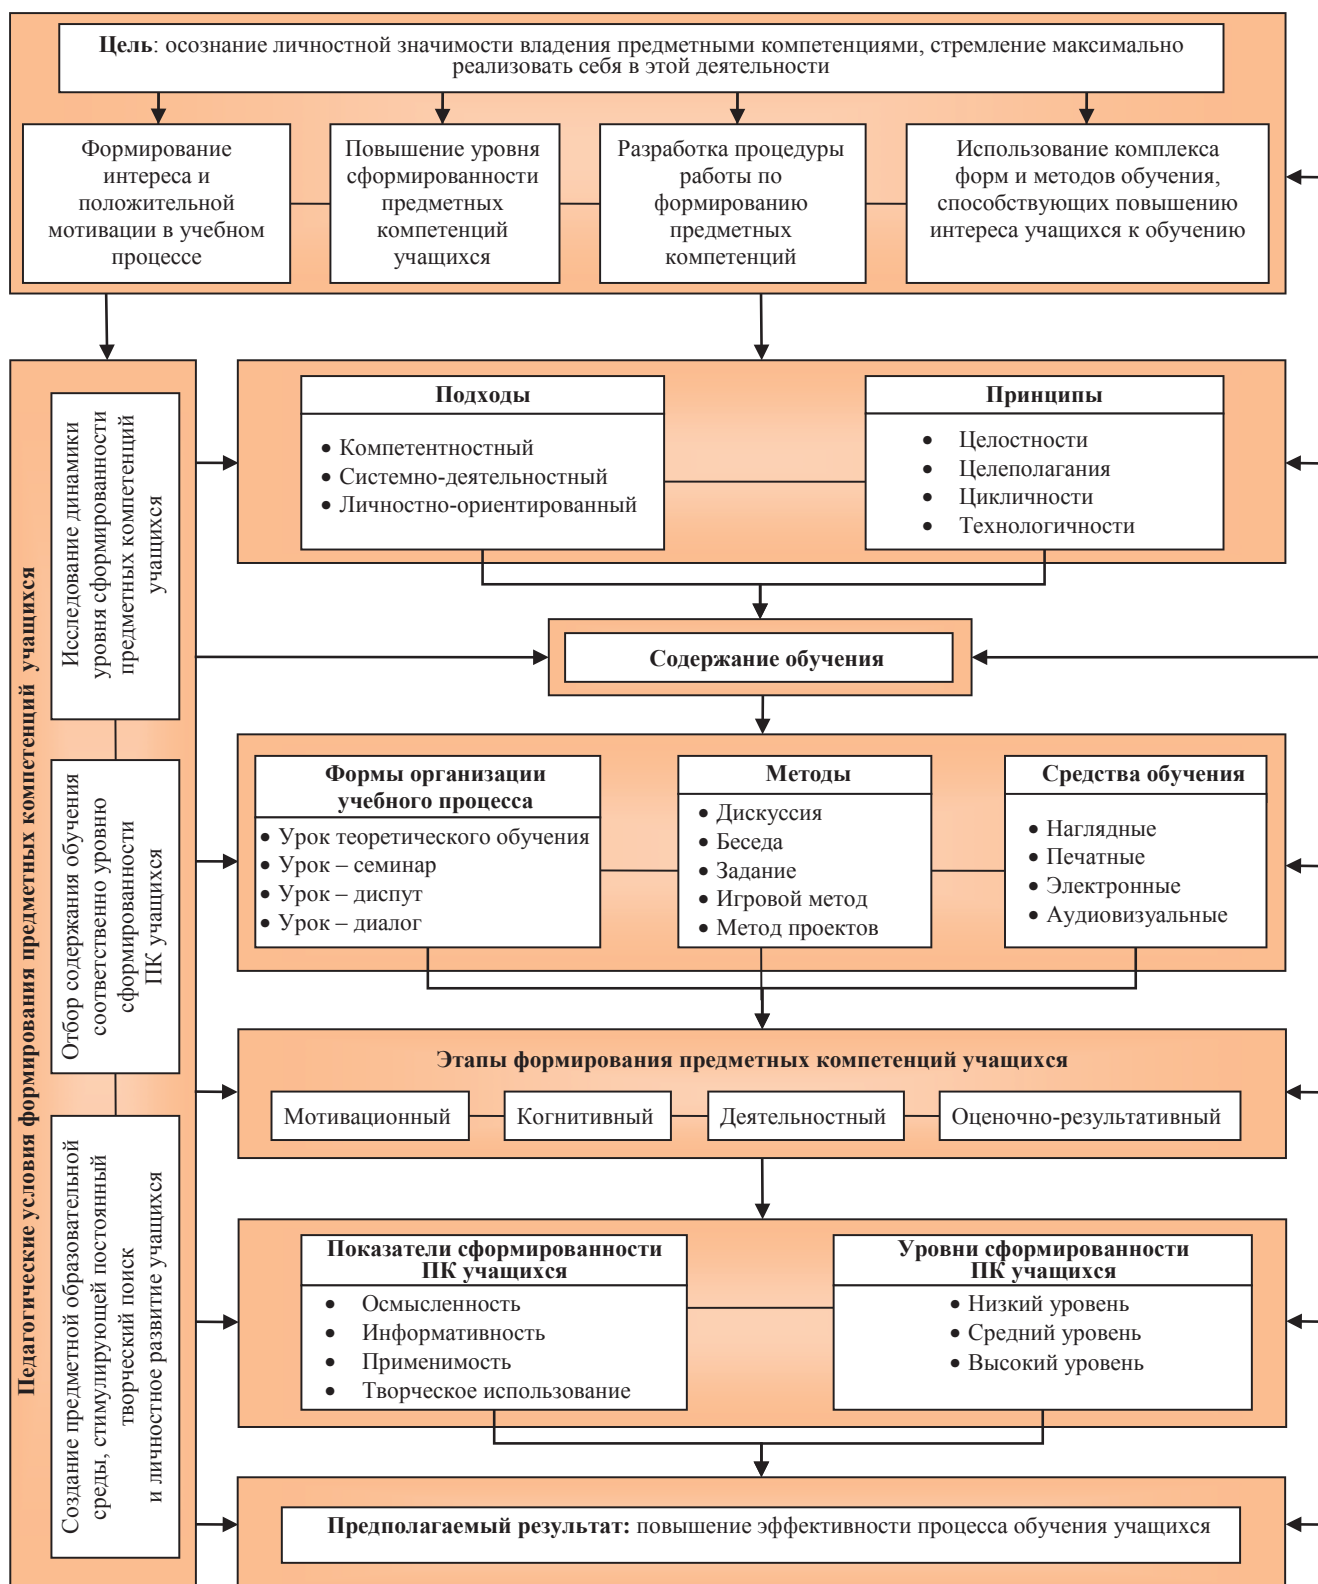 Цель: осознание личностной значимости владения предметными компетенциями, стремление максимально
реализовать себя в этой деятельности
Формирование
интереса и
положительной
мотивации в учебном
процессе
Повышение уровня
сформированности
предметных
компетенций
учащихся
Разработка процедуры
работы по
формированию
предметных
компетенций
Использование комплекса
форм и методов обучения,
способствующих повышению
интереса учащихся к обучению
Педагогические условия формирования предметных компетенций учащихся
Исследование динамики
уровня сформированности
предметных компетенций
учащихся
Отбор содержания обучения
соответственно уровню
сформированности
ПК учащихся
Создание предметной образовательной
среды, стимулирующей постоянный
творческий поиск
и личностное развитие учащихся
Подходы
• Компетентностный
• Системно-деятельностный
• Личностно-ориентированный
Принципы
• Целостности
• Целеполагания
• Цикличности
• Технологичности
Содержание обучения
Формы организации
учебного процесса
• Урок теоретического обучения
• Урок – семинар
• Урок – диспут
• Урок – диалог
Методы
• Дискуссия
• Беседа
• Задание
• Игровой метод
• Метод проектов
Средства обучения
• Наглядные
• Печатные
• Электронные
• Аудиовизуальные
Этапы формирования предметных компетенций учащихся
Мотивационный
Когнитивный
Деятельностный
Оценочно-результативный
Показатели сформированности
ПК учащихся
• Осмысленность
• Информативность
• Применимость
• Творческое использование
Уровни сформированности
ПК учащихся
• Низкий уровень
• Средний уровень
• Высокий уровень
Предполагаемый результат: повышение эффективности процесса обучения учащихся